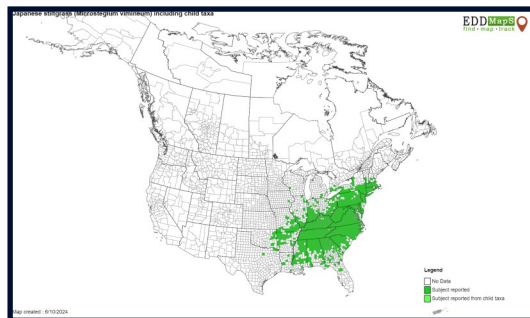 Japanese stiltgrass (Microstegium vimineum) including child taxa
EDDMapS
find • map • track
Legend
No Data
Subject reported
Subject reported from child taxa
Map created : 6/10/2024